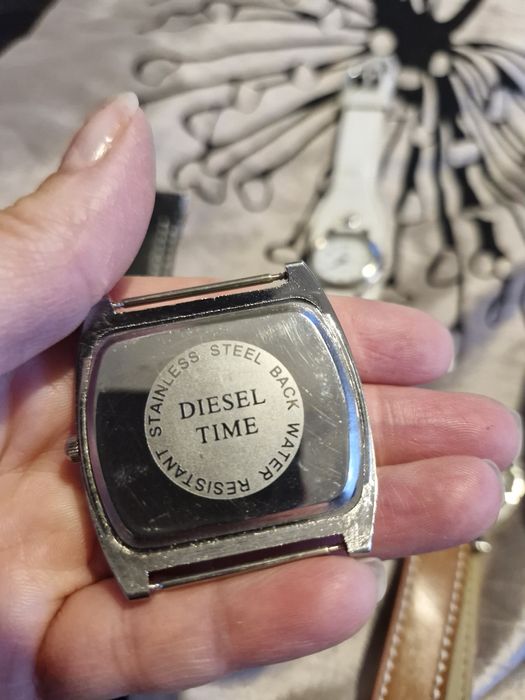 STAINLESS STEEL BACK WATER RESISTANT
DIESEL
TIME